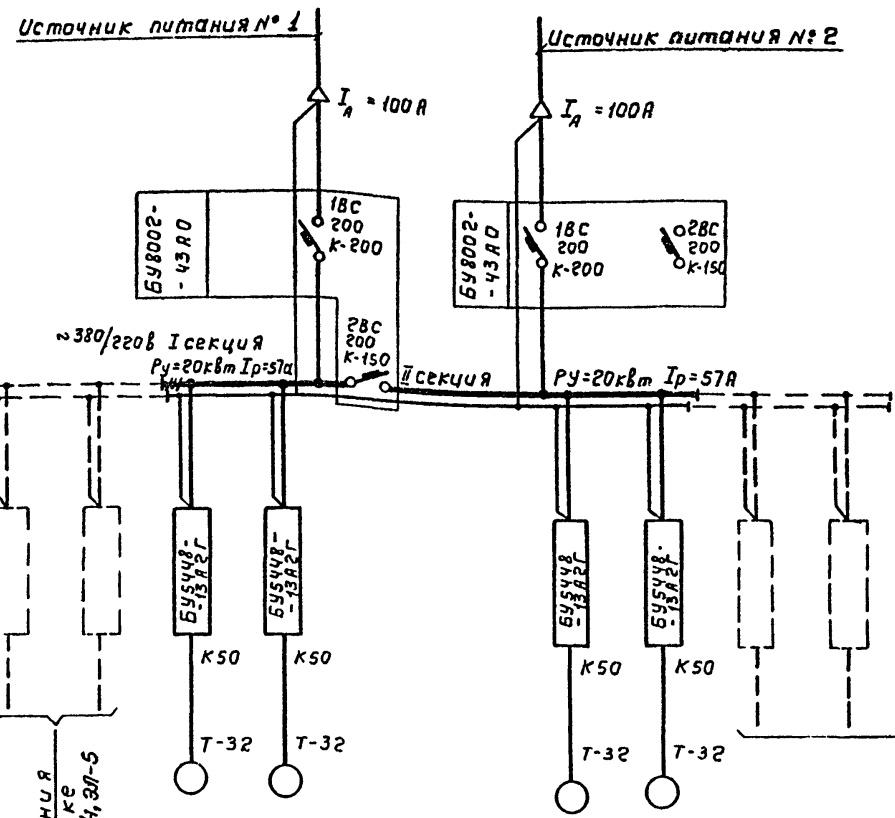 Источник питания № 1
Источник питания № 2
I_A = 100А
I_A = 100А
БУ8002-
-43А0
1ВС
200
К-200
БУ8002-
-43А0
1ВС
200
К-200
2ВС
200
К-150
~380/220в I секция
2ВС
200
К-150
Ру=20квт Iр=57а
II секция
Ру=20квт Iр=57А
БУ5448-
-13А2Г
БУ5448-
-13А2Г
БУ5448
-13А2Г
БУ5448-
-13А2Г
К50
К50
К50
К50
Т-32
Т-32
Т-32
Т-32